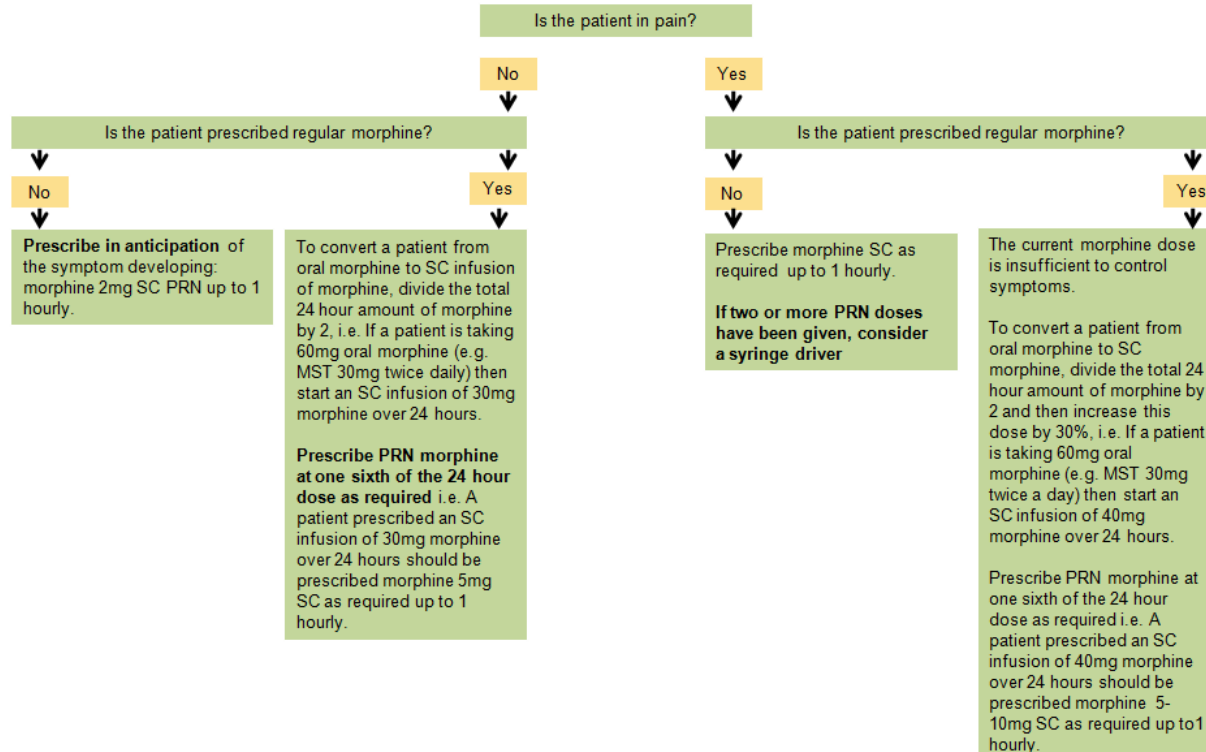 Is the patient in pain?
No
Yes
Is the patient prescribed regular morphine?
Is the patient prescribed regular morphine?
No
Yes
No
Yes
Prescribe in anticipation of
the symptom developing:
morphine 2mg SC PRN up to 1
hourly.
To convert a patient from
oral morphine to SC infusion
of morphine, divide the total
24 hour amount of morphine
by 2, i.e. If a patient is taking
60mg oral morphine (e.g.
MST 30mg twice daily) then
start an SC infusion of 30mg
morphine over 24 hours.
Prescribe PRN morphine
at one sixth of the 24 hour
dose as required i.e. A
patient prescribed an SC
infusion of 30mg morphine
over 24 hours should be
prescribed morphine 5mg
SC as required up to 1
hourly.
Prescribe morphine SC as
required up to 1 hourly.
If two or more PRN doses
have been given, consider
a syringe driver
The current morphine dose
is insufficient to control
symptoms.
To convert a patient from
oral morphine to SC
morphine, divide the total 24
hour amount of morphine by
2 and then increase this
dose by 30%, i.e. If a patient
is taking 60mg oral
morphine (e.g. MST 30mg
twice a day) then start an
SC infusion of 40mg
morphine over 24 hours.
Prescribe PRN morphine at
one sixth of the 24 hour
dose as required i.e. A
patient prescribed an SC
infusion of 40mg morphine
over 24 hours should be
prescribed morphine 5-
10mg SC as required up to1
hourly.